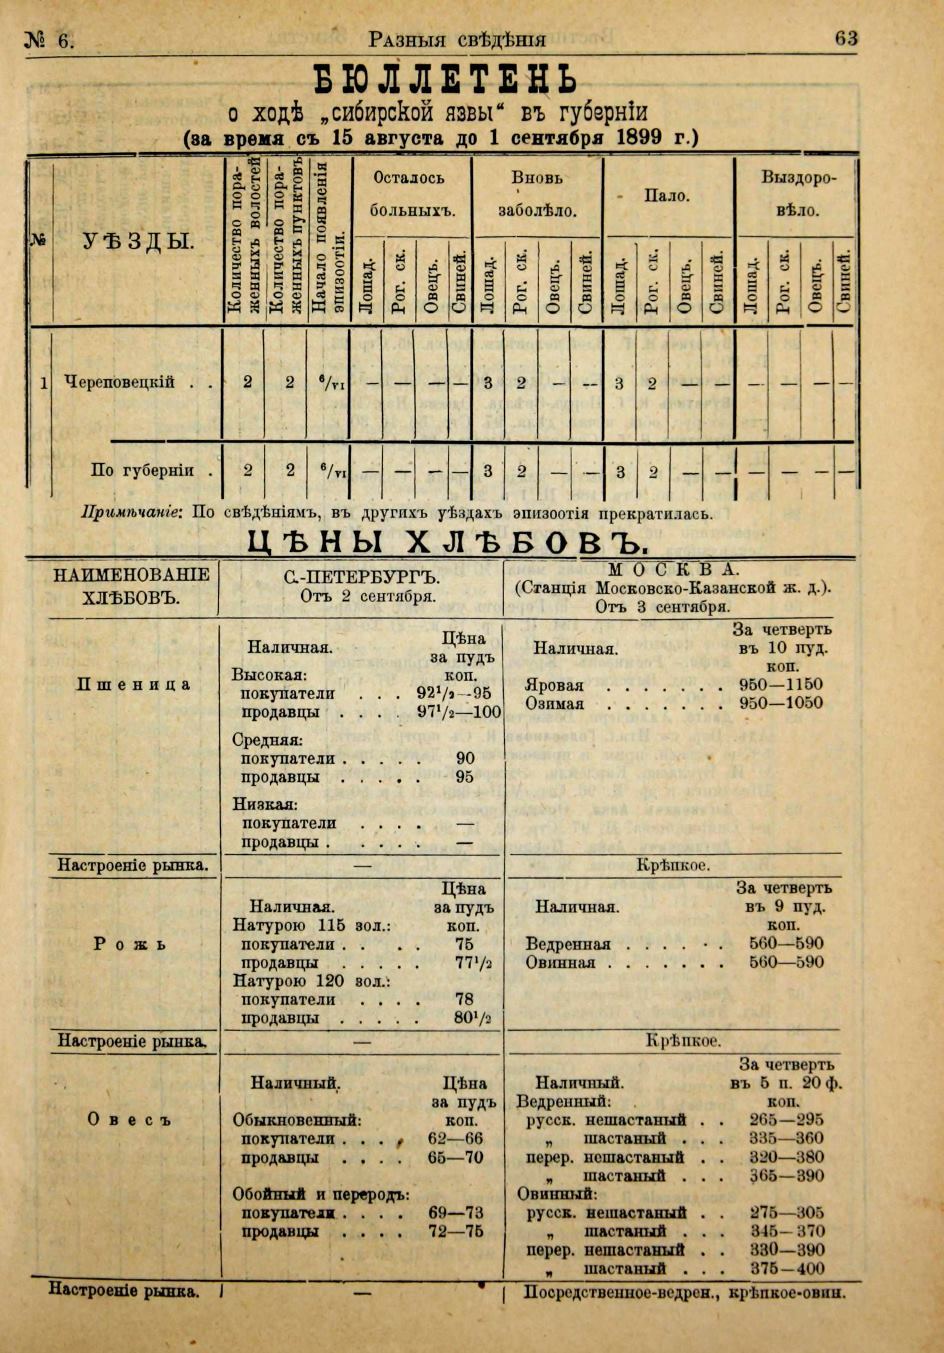 № 6.
Разныя свѣдѣнія
63
БЮЛЛЕТЕНЬ
о ходѣ „сибирской язвы“ въ губерніи
(за время съ 15 августа до 1 сентября 1899 г.)
№
УѢЗДЫ.
Количество пора-
женныхъ волостей
Количество пора-
женныхъ пунктовъ
Начало появленія
эпизоотіи.
Осталось
больныхъ.
Вновь
заболѣло.
Пало.
Выздоро-
вѣло.
Лошад. Рог. ск. Овецъ. Свиней. Лошад. Рог. ск. Овецъ. Свиней. Лошад. Рог. ск. Овецъ. Свиней. Лошад. Рог. ск. Овецъ. Свиней.
1 Череповецкій . . 2 2 6/VI — — — — 3 2 — — 3 2 — — — — — —
По губерніи . 2 2 6/VI — — — — 3 2 — — 3 2 — — — — — —
Примѣчаніе: По свѣдѣніямъ, въ другихъ уѣздахъ эпизоотія прекратилась.
ЦѢНЫ ХЛѢБОВЪ.
НАИМЕНОВАНІЕ
ХЛѢБОВЪ.
С.-ПЕТЕРБУРГЪ.
Отъ 2 сентября.
МОСКВА.
(Станція Московско-Казанской ж. д.).
Отъ 3 сентября.
Пшеница
Наличная.
Цѣна
за пудъ
Высокая: коп.
покупатели . . . 92½—95
продавцы . . . . 97½—100
Средняя:
покупатели . . . . . 90
продавцы . . . . . 95
Низкая:
покупатели . . . . —
продавцы . . . . . —
Наличная.
За четверть
въ 10 пуд.
коп.
Яровая . . . . . . . 950—1150
Озимая . . . . . . . 950—1050
Настроеніе рынка. — Крѣпкое.
Рожь
Наличная.
Цѣна
за пудъ
Натурою 115 зол.: коп.
покупатели . . . . 75
продавцы . . . . . 77½
Натурою 120 зол.:
покупатели . . . . 78
продавцы . . . . . 80½
Наличная.
За четверть
въ 9 пуд.
коп.
Ведренная . . . . . . 560—590
Овинная . . . . . . . 560—590
Настроеніе рынка. — Крѣпкое.
Овесъ
Наличный.
Цѣна
за пудъ
Обыкновенный: коп.
покупатели . . . . 62—66
продавцы . . . . 65—70
Обойный и переродъ:
покупатели . . . . 69—73
продавцы . . . . 72—75
Наличный.
За четверть
въ 5 п. 20 ф.
Ведренный: коп.
русск. нешастаный . . 265—295
„ шастаный . . . 335—360
перер. нешастаный . . 320—380
„ шастаный . . . 365—390
Овинный:
русск. нешастаный . . 275—305
„ шастаный . . . 345—370
перер. нешастаный . . 330—390
„ шастаный . . . 375—400
Настроеніе рынка. — Посредственное-ведрен., крѣпкое-овин.